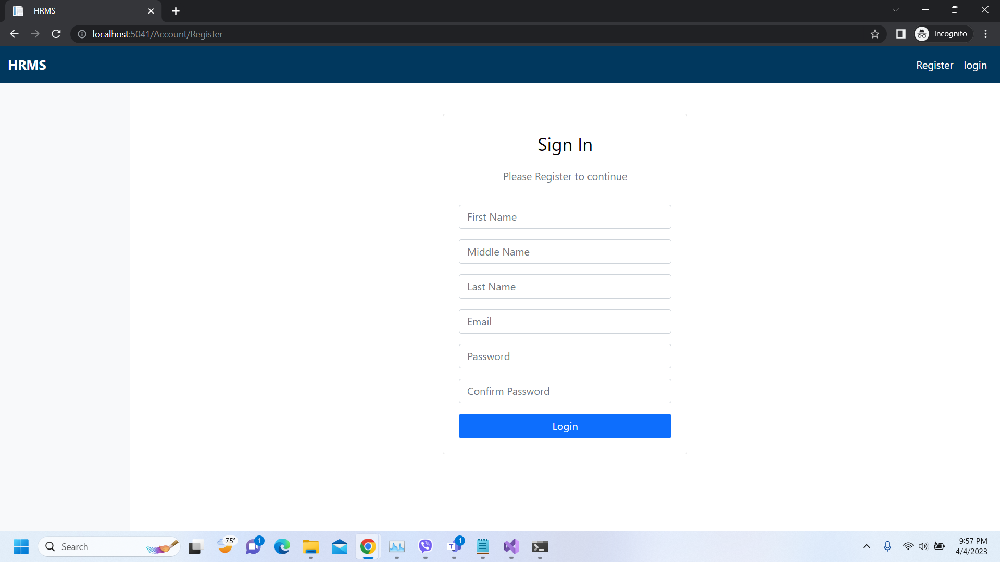 - HRMS
localhost:5041/Account/Register
Incognito
HRMS
Register login
Sign In
Please Register to continue
First Name
Middle Name
Last Name
Email
Password
Confirm Password
Login
Search
75°
1
T
1
9:57 PM
4/4/2023